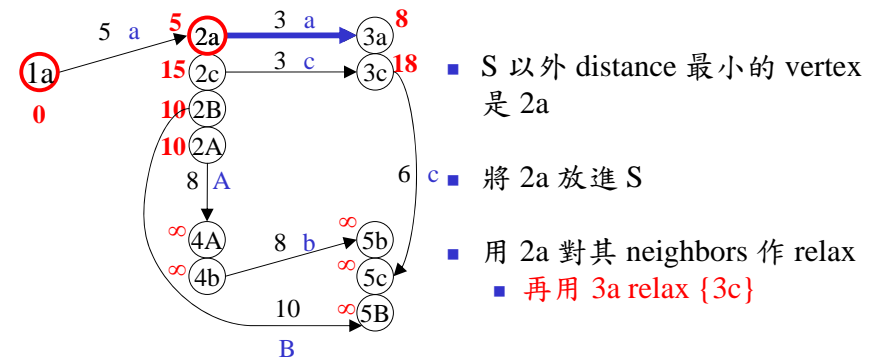 5 a
5
2a
3 a
8
3a
1a
0
15
2c
3 c
18
3c
10
2B
10
2A
8 A
6 c
∞
4A
∞
4b
8 b
∞
5b
∞
5c
10
∞
5B
B
S 以外 distance 最小的 vertex
是 2a
將 2a 放進 S
用 2a 對其 neighbors 作 relax
再用 3a relax {3c}